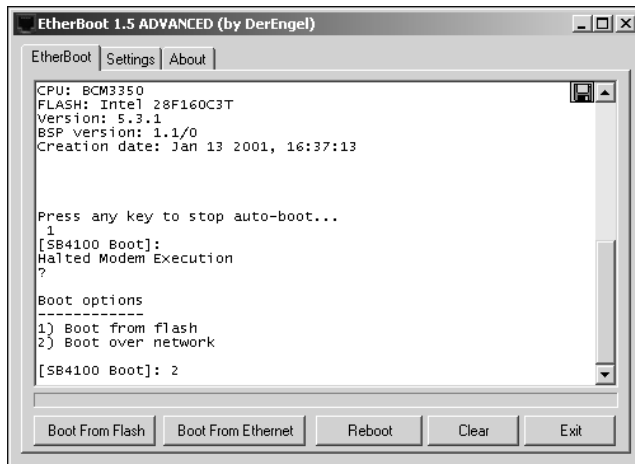 EtherBoot 1.5 ADVANCED (by DerEngel)
EtherBoot Settings About
CPU: BCM3350
FLASH: Intel 28F160C3T
Version: 5.3.1
BSP version: 1.1/0
Creation date: Jan 13 2001, 16:37:13
Press any key to stop auto-boot...
1
[SB4100 Boot]:
Halted Modem Execution
?
Boot options
------------
1) Boot from flash
2) Boot over network
[SB4100 Boot]: 2
Boot From Flash Boot From Ethernet Reboot Clear Exit